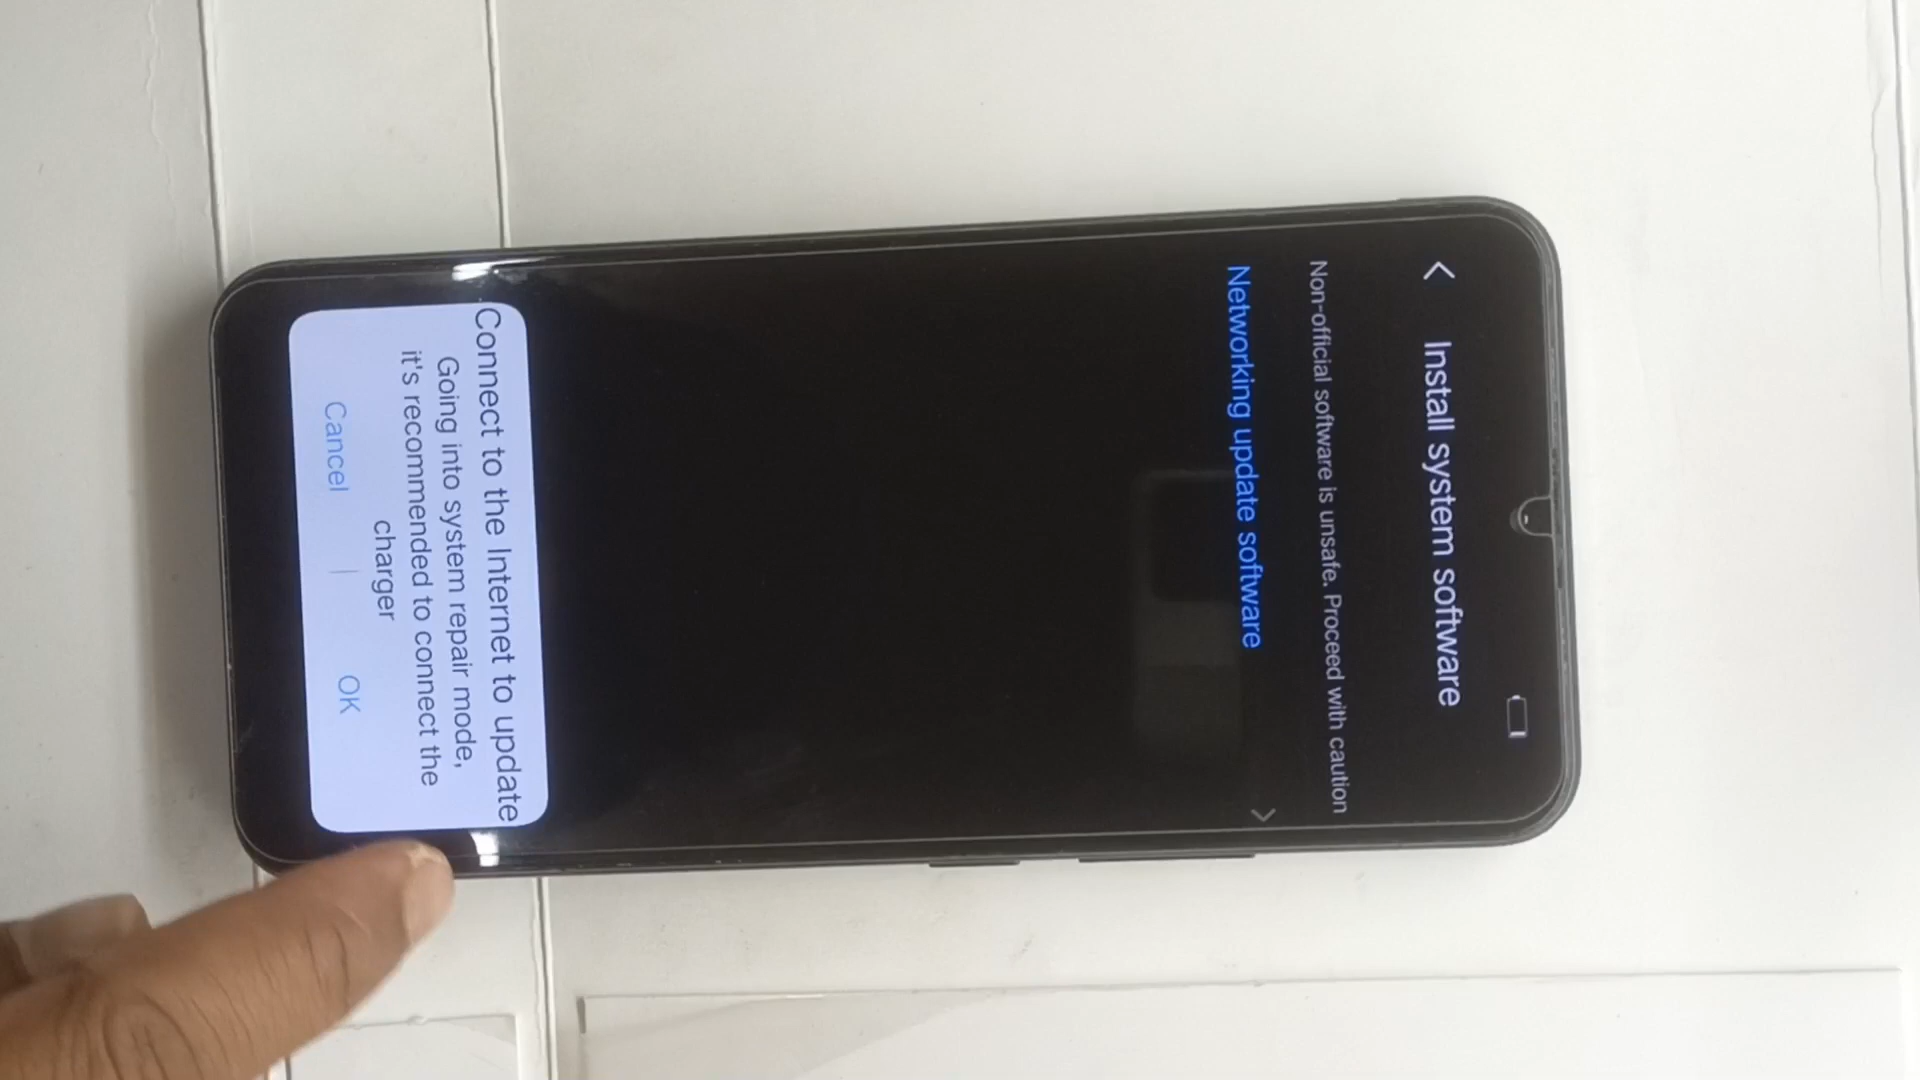 Install system software
Non-official software is unsafe. Proceed with caution
Networking update software
Connect to the Internet to update
Going into system repair mode,
it's recommended to connect the
charger
Cancel
OK